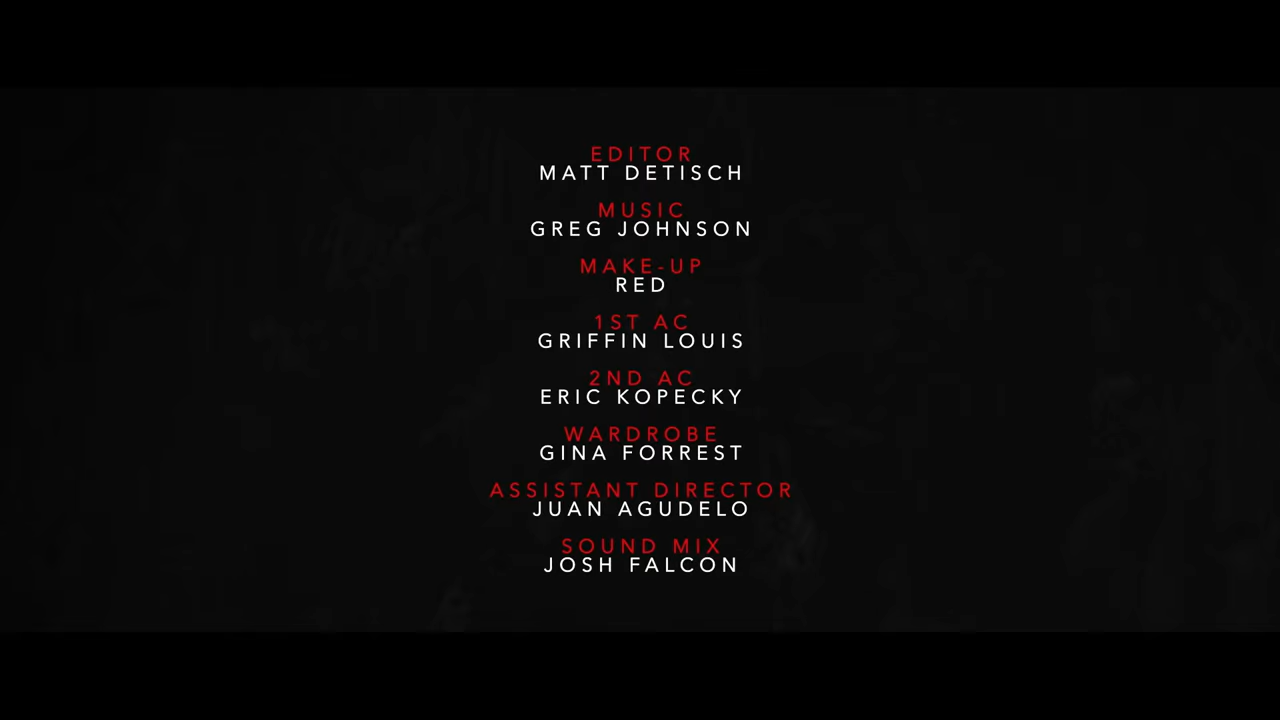 EDITOR
MATT DETISCH
MUSIC
GREG JOHNSON
MAKE-UP
RED
1ST AC
GRIFFIN LOUIS
2ND AC
ERIC KOPECKY
WARDROBE
GINA FORREST
ASSISTANT DIRECTOR
JUAN AGUDELO
SOUND MIX
JOSH FALCON